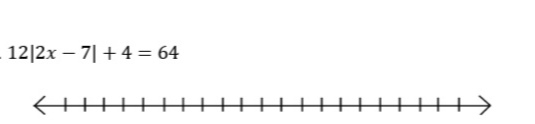 12|2x − 7| + 4 = 64